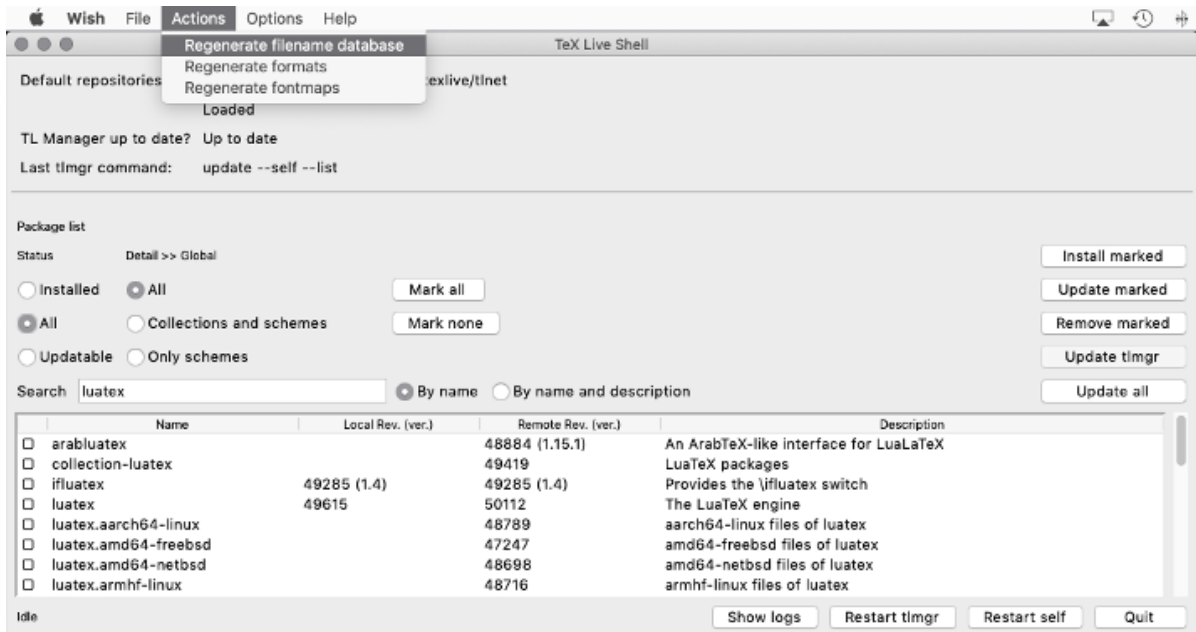 Wish File Actions Options Help
TeX Live Shell
Regenerate filename database
Regenerate formats
Regenerate fontmaps
Default repositories exlive/tlnet
Loaded
TL Manager up to date? Up to date
Last tlmgr command: update --self --list
Package list
Status Detail >> Global
Install marked
Installed All Mark all Update marked
All Collections and schemes Mark none Remove marked
Updatable Only schemes Update tlmgr
Search luatex By name By name and description Update all
Name Local Rev. (ver.) Remote Rev. (ver.) Description
arabluatex 48884 (1.15.1) An ArabTeX-like interface for LuaLaTeX
collection-luatex 49419 LuaTeX packages
ifluatex 49285 (1.4) 49285 (1.4) Provides the \ifluatex switch
luatex 49615 50112 The LuaTeX engine
luatex.aarch64-linux 48789 aarch64-linux files of luatex
luatex.amd64-freebsd 47247 amd64-freebsd files of luatex
luatex.amd64-netbsd 48698 amd64-netbsd files of luatex
luatex.armhf-linux 48716 armhf-linux files of luatex
Idle Show logs Restart tlmgr Restart self Quit